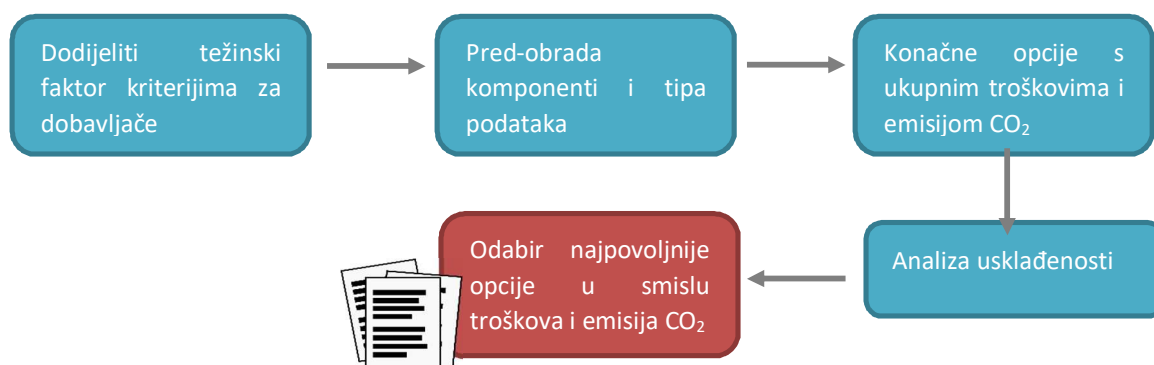 Dodijeliti težinski
faktor kriterijima za
dobavljače
Pred-obrada
komponenti i tipa
podataka
Konačne opcije s
ukupnim troškovima i
emisijom CO₂
Analiza usklađenosti
Odabir najpovoljnije
opcije u smislu
troškova i emisija CO₂